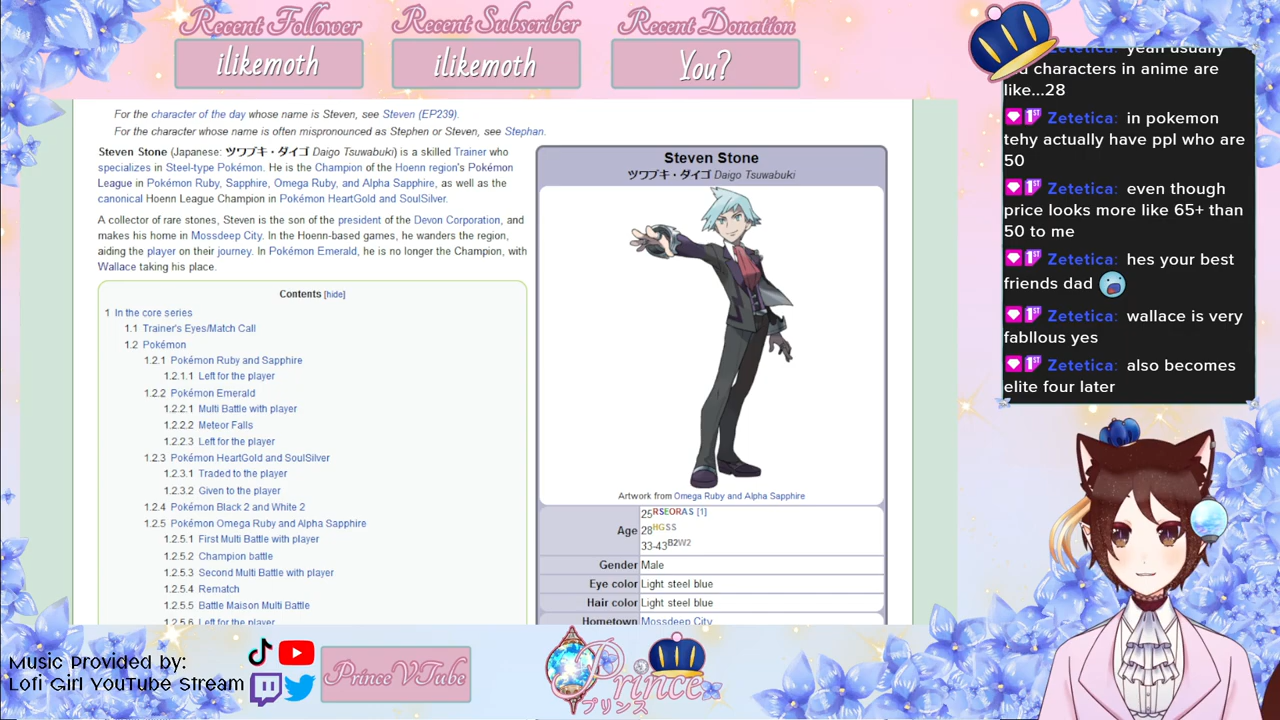 Recent Follower
ilikemoth
Recent Subscriber
ilikemoth
Recent Donation
You?
For the character of the day whose name is Steven, see Steven (EP239).
For the character whose name is often mispronounced as Stephen or Steven, see Stephan.
Steven Stone (Japanese: ツワブキ・ダイゴ Daigo Tsuwabuki) is a skilled Trainer who
specializes in Steel-type Pokémon. He is the Champion of the Hoenn region's Pokémon
League in Pokémon Ruby, Sapphire, Omega Ruby, and Alpha Sapphire, as well as the
canonical Hoenn League Champion in Pokémon HeartGold and SoulSilver.
A collector of rare stones, Steven is the son of the president of the Devon Corporation, and
makes his home in Mossdeep City. In the Hoenn-based games, he wanders the region,
aiding the player on their journey. In Pokémon Emerald, he is no longer the Champion, with
Wallace taking his place.
Contents [hide]
1 In the core series
1.1 Trainer's Eyes/Match Call
1.2 Pokémon
1.2.1 Pokémon Ruby and Sapphire
1.2.1.1 Left for the player
1.2.2 Pokémon Emerald
1.2.2.1 Multi Battle with player
1.2.2.2 Meteor Falls
1.2.2.3 Left for the player
1.2.3 Pokémon HeartGold and SoulSilver
1.2.3.1 Traded to the player
1.2.3.2 Given to the player
1.2.4 Pokémon Black 2 and White 2
1.2.5 Pokémon Omega Ruby and Alpha Sapphire
1.2.5.1 First Multi Battle with player
1.2.5.2 Champion battle
1.2.5.3 Second Multi Battle with player
1.2.5.4 Rematch
1.2.5.5 Battle Maison Multi Battle
1.2.5.6 Left for the player
Steven Stone
ツワブキ・ダイゴ Daigo Tsuwabuki
Artwork from Omega Ruby and Alpha Sapphire
Age
25RSEORAS [1]
28HGSS
33-43B2W2
Gender Male
Eye color Light steel blue
Hair color Light steel blue
Hometown Mossdeep City
Zetetica: yeah usually
characters in anime are
like...28
1ST Zetetica: in pokemon
tehy actually have ppl who are
50
1ST Zetetica: even though
price looks more like 65+ than
50 to me
1ST Zetetica: hes your best
friends dad
1ST Zetetica: wallace is very
fabllous yes
1ST Zetetica: also becomes
elite four later
Music Provided by:
Lofi Girl YouTube Stream
PrinceVTube
Prince
プリンス